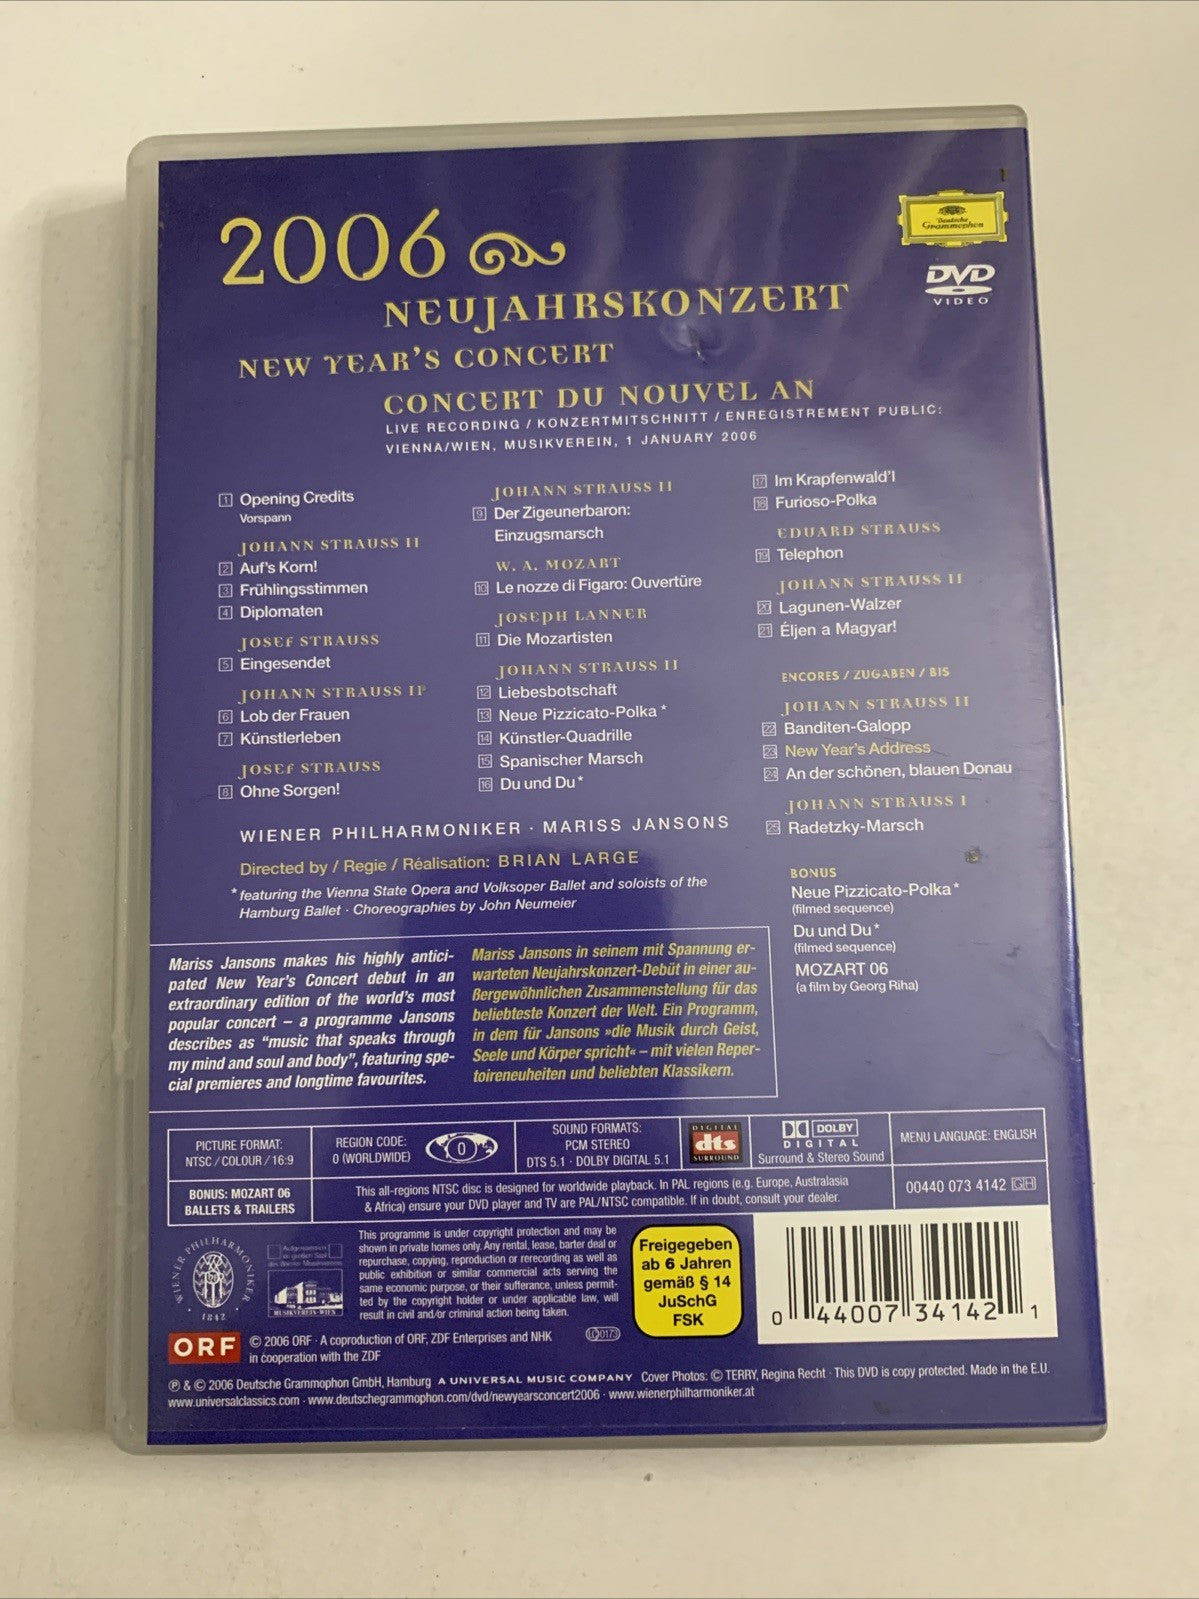 2006
NEUJAHRSKONZERT
NEW YEAR'S CONCERT
CONCERT DU NOUVEL AN
LIVE RECORDING / KONZERTMITSCHNITT / ENREGISTREMENT PUBLIC:
VIENNA/WIEN, MUSIKVEREIN, 1 JANUARY 2006
Deutsche
Grammophon
DVD
VIDEO
1 Opening Credits
Vorspann
JOHANN STRAUSS II
2 Auf's Korn!
3 Frühlingsstimmen
4 Diplomaten
JOSEF STRAUSS
5 Eingesendet
JOHANN STRAUSS II
6 Lob der Frauen
7 Künstlerleben
JOSEF STRAUSS
8 Ohne Sorgen!
JOHANN STRAUSS II
9 Der Zigeunerbaron:
Einzugsmarsch
W. A. MOZART
10 Le nozze di Figaro: Ouvertüre
JOSEPH LANNER
11 Die Mozartisten
JOHANN STRAUSS II
12 Liebesbotschaft
13 Neue Pizzicato-Polka *
14 Künstler-Quadrille
15 Spanischer Marsch
16 Du und Du *
17 Im Krapfenwald'l
18 Furioso-Polka
EDUARD STRAUSS
19 Telephon
JOHANN STRAUSS II
20 Lagunen-Walzer
21 Éljen a Magyar!
ENCORES / ZUGABEN / BIS
JOHANN STRAUSS II
22 Banditen-Galopp
23 New Year's Address
24 An der schönen, blauen Donau
JOHANN STRAUSS I
25 Radetzky-Marsch
BONUS
Neue Pizzicato-Polka *
(filmed sequence)
Du und Du *
(filmed sequence)
MOZART 06
(a film by Georg Riha)
WIENER PHILHARMONIKER · MARISS JANSONS
Directed by / Regie / Réalisation: BRIAN LARGE
* featuring the Vienna State Opera and Volksoper Ballet and soloists of the
Hamburg Ballet · Choreographies by John Neumeier
Mariss Jansons makes his highly antici-
pated New Year's Concert debut in an
extraordinary edition of the world's most
popular concert – a programme Jansons
describes as "music that speaks through
my mind and soul and body", featuring spe-
cial premieres and longtime favourites.
Mariss Jansons in seinem mit Spannung er-
warteten Neujahrskonzert-Debüt in einer au-
ßergewöhnlichen Zusammenstellung für das
beliebteste Konzert der Welt. Ein Programm,
in dem für Jansons »die Musik durch Geist,
Seele und Körper spricht« – mit vielen Reper-
toireneuheiten und beliebten Klassikern.
PICTURE FORMAT:
NTSC / COLOUR / 16:9
REGION CODE:
0 (WORLDWIDE)
0
SOUND FORMATS:
PCM STEREO
DTS 5.1 · DOLBY DIGITAL 5.1
DIGITAL
dts
SURROUND
DOLBY
DIGITAL
Surround & Stereo Sound
MENU LANGUAGE: ENGLISH
BONUS: MOZART 06
BALLETS & TRAILERS
This all-regions NTSC disc is designed for worldwide playback. In PAL regions (e.g. Europe, Australasia
& Africa) ensure your DVD player and TV are PAL/NTSC compatible. If in doubt, consult your dealer.
00440 073 4142 GH
WIENER PHILHARMONIKER
1842
MUSIKVEREIN WIEN
This programme is under copyright protection and may be
shown in private homes only. Any rental, lease, barter deal or
repurchase, copying, reproduction or rerecording as well as
public exhibition or similar commercial acts serving the
same economic purpose, or their sufferance, unless permit-
ted by the copyright holder or under applicable law, will
result in civil and/or criminal action being taken.
Freigegeben
ab 6 Jahren
gemäß § 14
JuSchG
FSK
0 44007 34142 1
ORF
© 2006 ORF · A coproduction of ORF, ZDF Enterprises and NHK
in cooperation with the ZDF
LC 0173
℗ & © 2006 Deutsche Grammophon GmbH, Hamburg A UNIVERSAL MUSIC COMPANY Cover Photos: © TERRY, Regina Recht · This DVD is copy protected. Made in the E.U.
www.universalclassics.com · www.deutschegrammophon.com/dvd/newyearsconcert2006 · www.wienerphilharmoniker.at